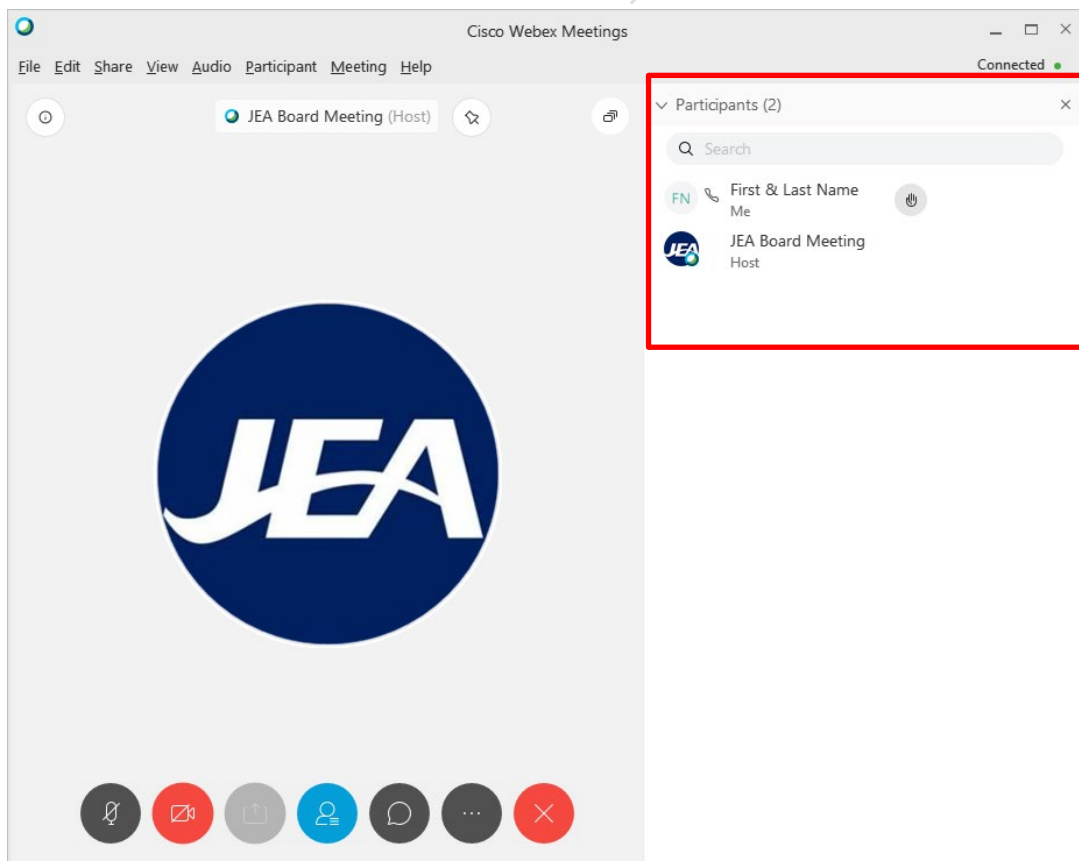 Cisco Webex Meetings
File Edit Share View Audio Participant Meeting Help
Connected
JEA Board Meeting (Host)
JEA
Participants (2)
Search
FN First & Last Name
Me
JEA JEA Board Meeting
Host